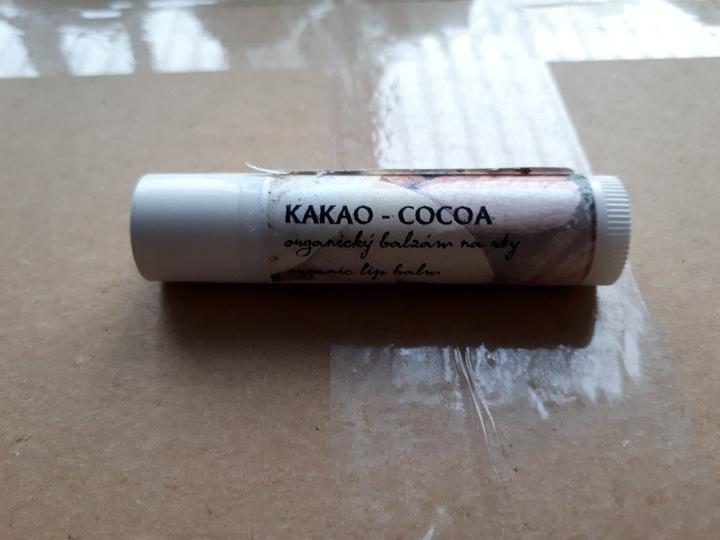 KAKAO - COCOA
organický balzám na rty
organic lip balm